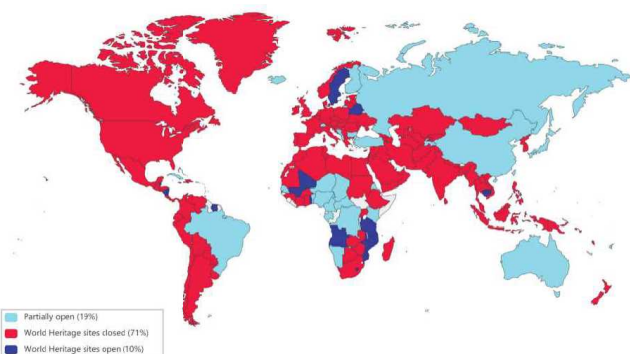 Partially open (19%)
World Heritage sites closed (71%)
World Heritage sites open (10%)